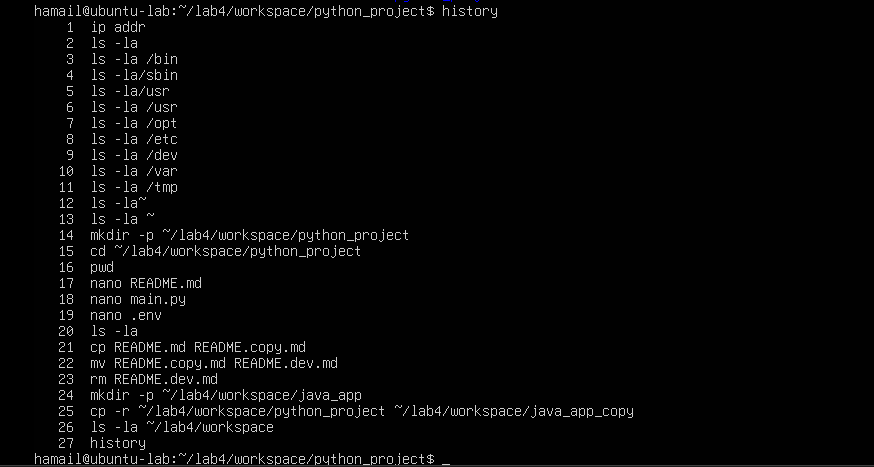 hamail@ubuntu-lab:~/lab4/workspace/python_project$ history
1 ip addr
2 ls -la
3 ls -la /bin
4 ls -la/sbin
5 ls -la/usr
6 ls -la /usr
7 ls -la /opt
8 ls -la /etc
9 ls -la /dev
10 ls -la /var
11 ls -la /tmp
12 ls -la~
13 ls -la ~
14 mkdir -p ~/lab4/workspace/python_project
15 cd ~/lab4/workspace/python_project
16 pwd
17 nano README.md
18 nano main.py
19 nano .env
20 ls -la
21 cp README.md README.copy.md
22 mv README.copy.md README.dev.md
23 rm README.dev.md
24 mkdir -p ~/lab4/workspace/java_app
25 cp -r ~/lab4/workspace/python_project ~/lab4/workspace/java_app_copy
26 ls -la ~/lab4/workspace
27 history
hamail@ubuntu-lab:~/lab4/workspace/python_project$ _